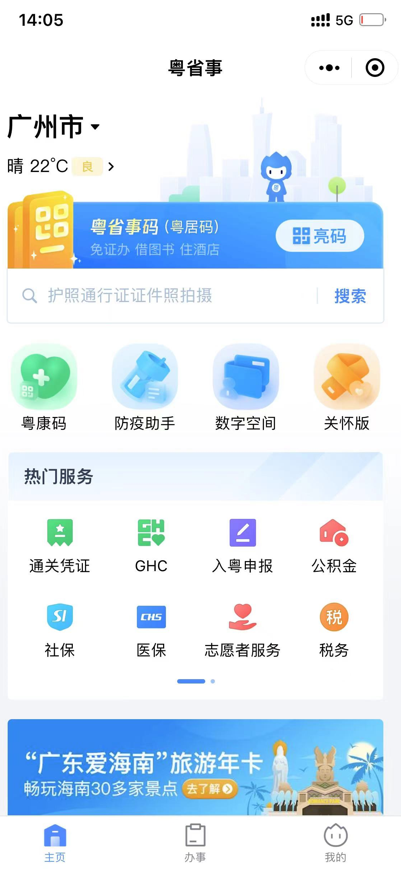 14:05
5G
粤省事
广州市
晴 22°C 良
粤省事码 (粤居码)
免证办 借图书 住酒店
亮码
护照通行证证件照拍摄
搜索
粤康码 防疫助手 数字空间 关怀版
热门服务
GHC
通关凭证 GHC 入粤申报 公积金
SI CHS 税
社保 医保 志愿者服务 税务
“广东爱海南”旅游年卡
畅玩海南30多家景点 去了解
主页 办事 我的